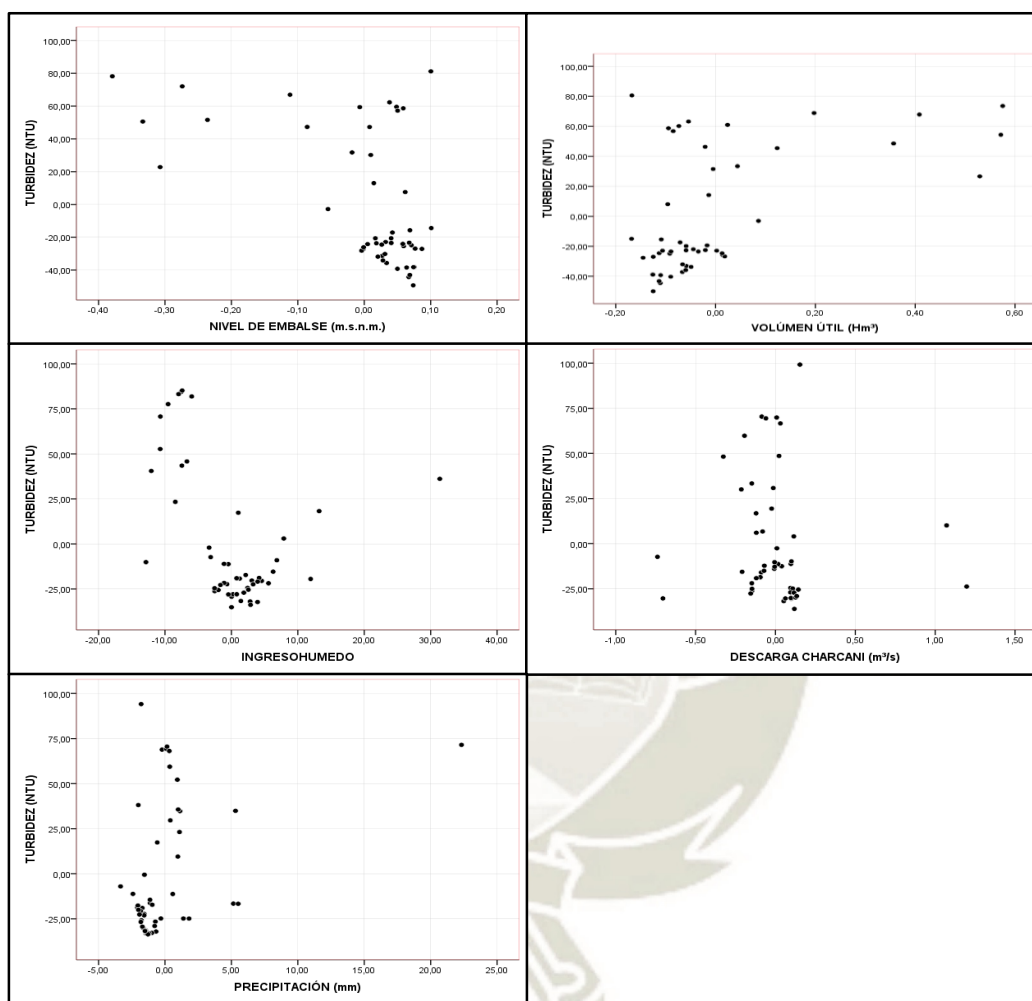 100,00
80,00
60,00
40,00
20,00
0,00
-20,00
-40,00
TURBIDEZ (NTU)
-0,40 -0,30 -0,20 -0,10 0,00 0,10 0,20
NIVEL DE EMBALSE (m.s.n.m.)
100,00
80,00
60,00
40,00
20,00
0,00
-20,00
-40,00
TURBIDEZ (NTU)
-0,20 0,00 0,20 0,40 0,60
VOLÚMEN ÚTIL (Hm³)
100,00
75,00
50,00
25,00
0,00
-25,00
TURBIDEZ (NTU)
-20,00 -10,00 0,00 10,00 20,00 30,00 40,00
INGRESOHUMEDO
100,00
75,00
50,00
25,00
0,00
-25,00
TURBIDEZ (NTU)
-1,00 -0,50 0,00 0,50 1,00 1,50
DESCARGA CHARCANI (m³/s)
100,00
75,00
50,00
25,00
0,00
-25,00
TURBIDEZ (NTU)
-5,00 0,00 5,00 10,00 15,00 20,00 25,00
PRECIPITACIÓN (mm)